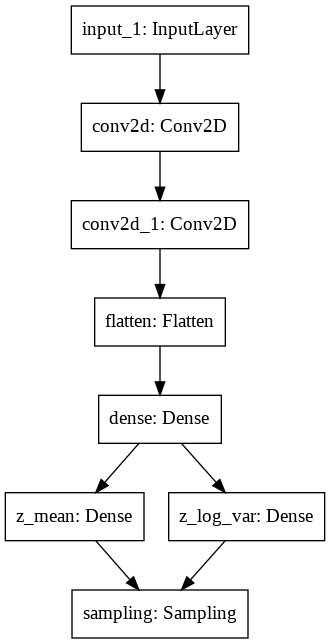 input_1: InputLayer
conv2d: Conv2D
conv2d_1: Conv2D
flatten: Flatten
dense: Dense
z_mean: Dense
z_log_var: Dense
sampling: Sampling